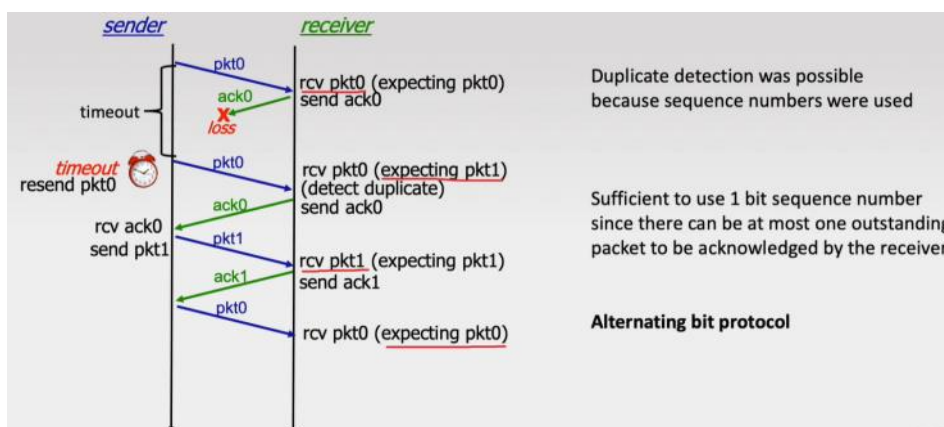 sender
receiver
pkt0
rcv pkt0 (expecting pkt0)
send ack0
ack0
X
loss
timeout
timeout
resend pkt0
pkt0
rcv pkt0 (expecting pkt1)
(detect duplicate)
send ack0
ack0
rcv ack0
send pkt1
pkt1
rcv pkt1 (expecting pkt1)
send ack1
ack1
pkt0
rcv pkt0 (expecting pkt0)
Duplicate detection was possible
because sequence numbers were used
Sufficient to use 1 bit sequence number
since there can be at most one outstanding
packet to be acknowledged by the receiver
Alternating bit protocol